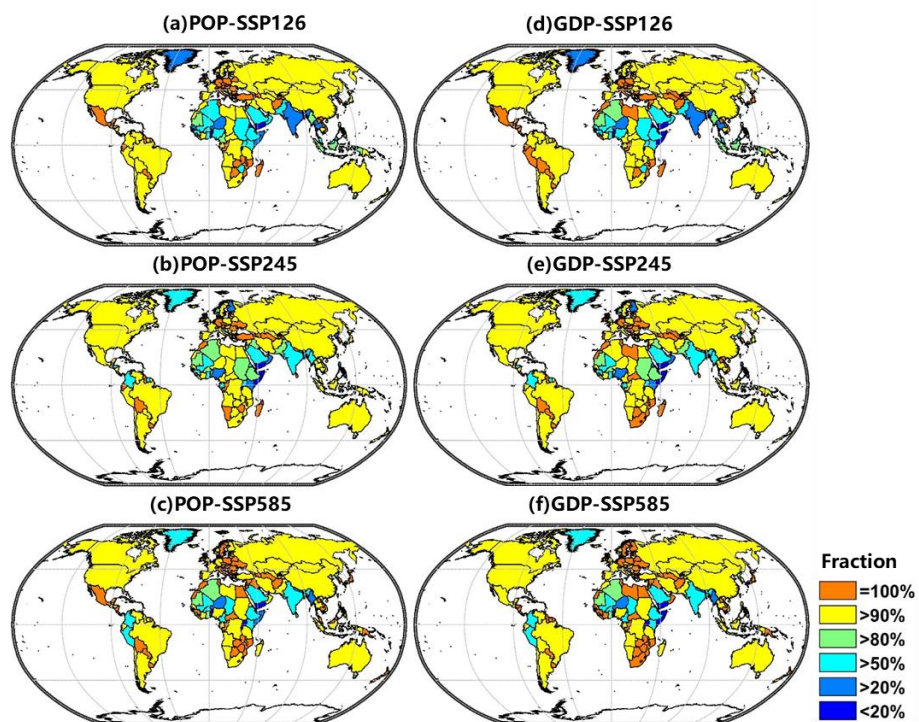 (a)POP-SSP126
(d)GDP-SSP126
(b)POP-SSP245
(e)GDP-SSP245
(c)POP-SSP585
(f)GDP-SSP585
Fraction
=100%
>90%
>80%
>50%
>20%
<20%